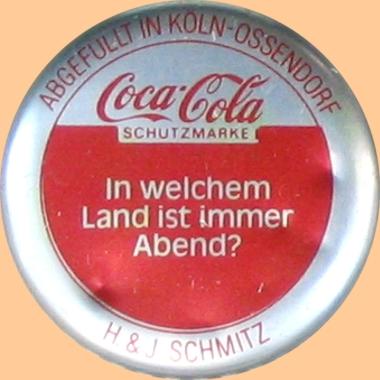 ABGEFÜLLT IN KÖLN-OSSENDORF
Coca-Cola
SCHUTZMARKE
In welchem
Land ist immer
Abend?
H. & J. SCHMITZ